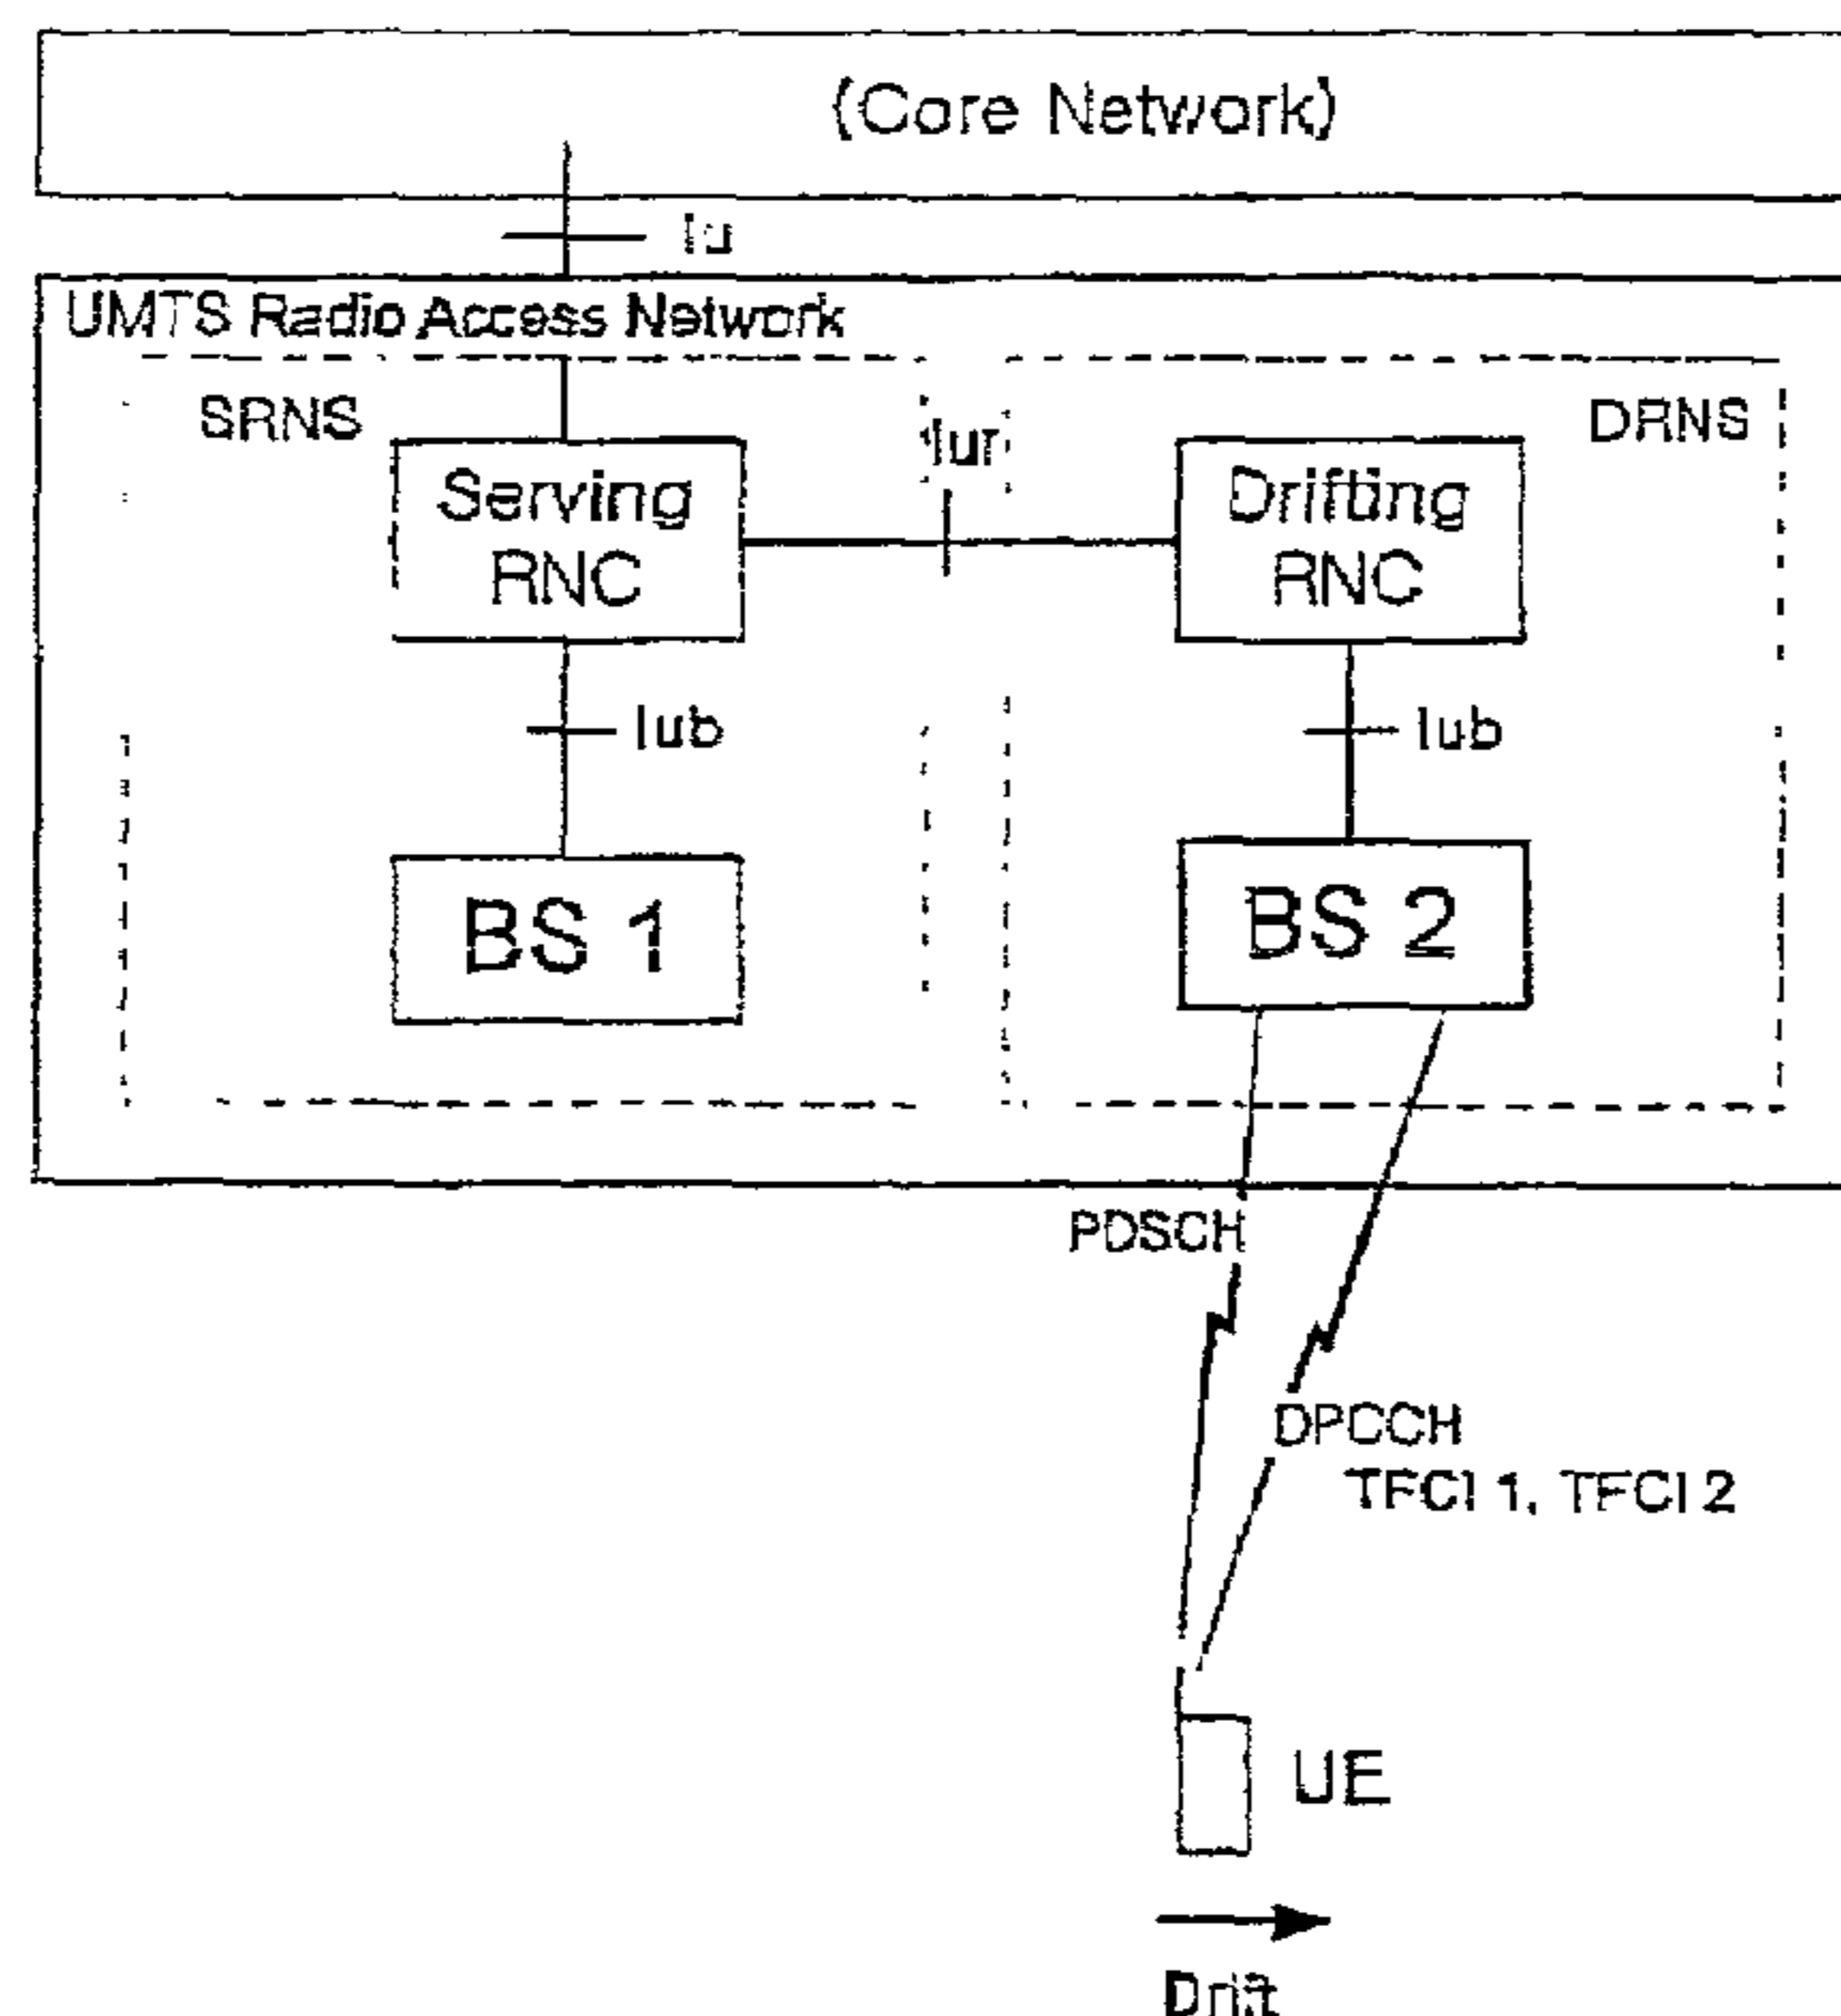 (Core Network)
Iu
UMTS Radio Access Network
SRNS
Iur
DRNS
Serving
RNC
Drifting
RNC
Iub
Iub
BS 1
BS 2
PDSCH
DPCCH
TFCI 1, TFCI 2
UE
Drift